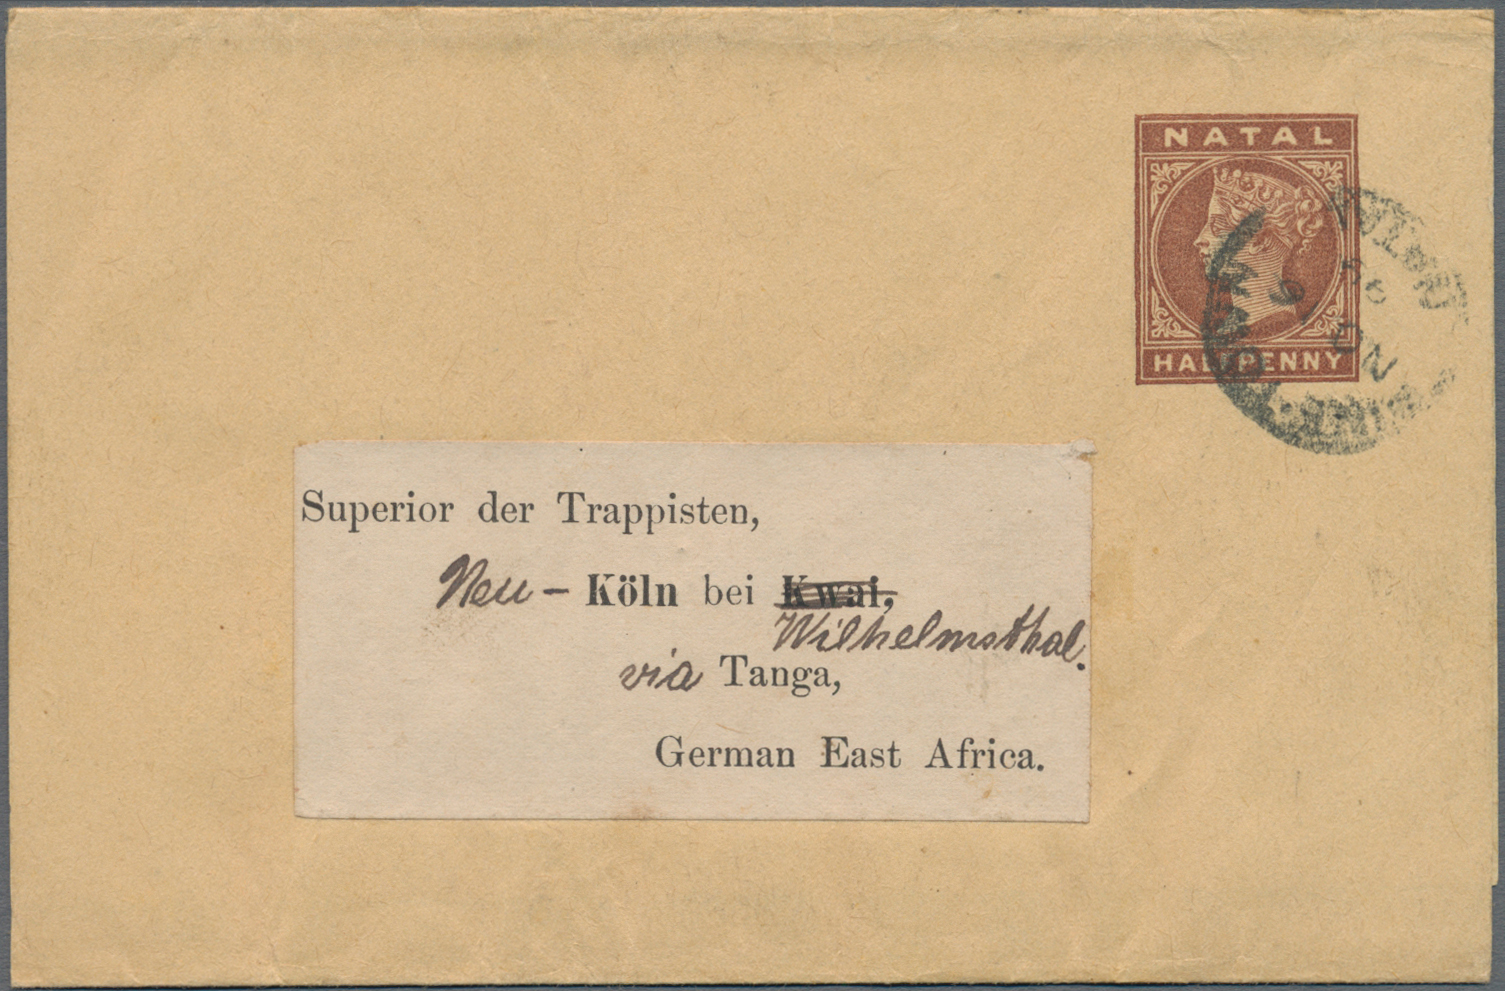 NATAL
HALFPENNY
Superior der Trappisten,
Neu - Köln bei Kwai,
Wilhelmsthal.
via Tanga,
German East Africa.